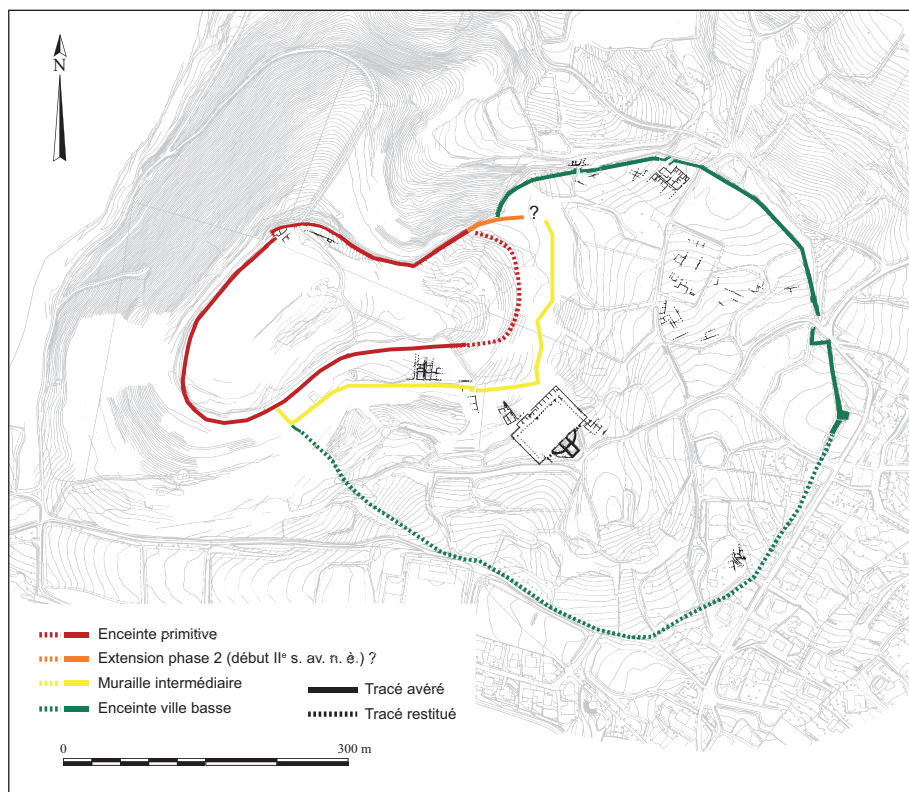 N
?
Enceinte primitive
Extension phase 2 (début IIe s. av. n. è.) ?
Muraille intermédiaire
Enceinte ville basse
Tracé avéré
Tracé restitué
0 300 m